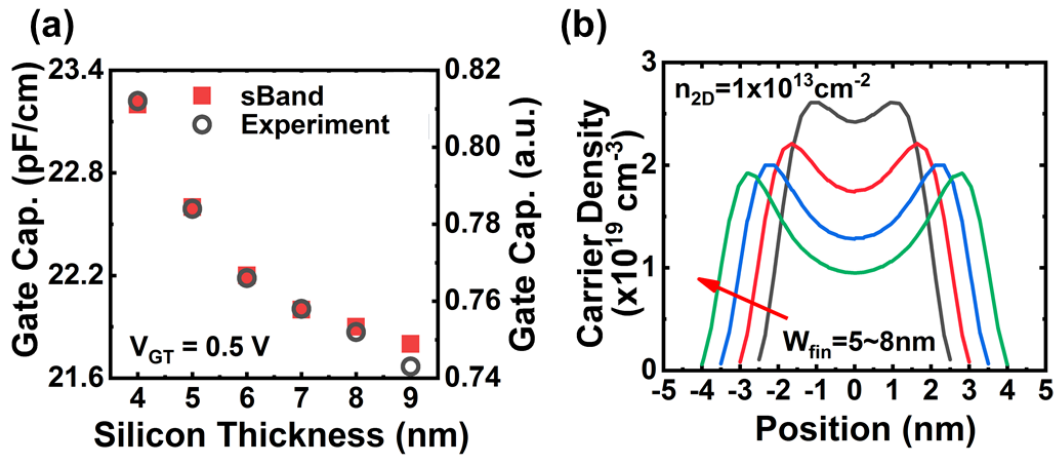 (a)
Gate Cap. (pF/cm)
23.4
22.8
22.2
21.6
sBand
Experiment
V_GT = 0.5 V
4 5 6 7 8 9
Silicon Thickness (nm)
0.82
0.80
0.78
0.76
0.74
Gate Cap. (a.u.)
(b)
Carrier Density
(x10^19 cm^-3)
3
2
1
0
n_2D=1x10^13cm^-2
W_fin=5~8nm
-5 -4 -3 -2 -1 0 1 2 3 4 5
Position (nm)